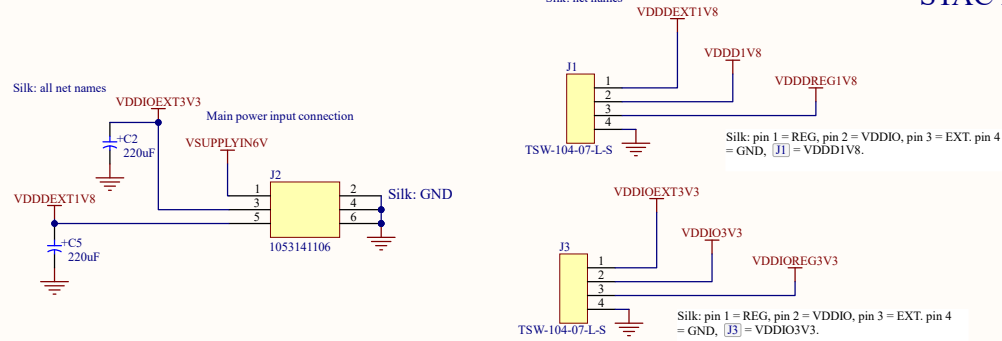 Silk: all net names
VDDIOEXT3V3
+C2
220uF
Main power input connection
VSUPPLYIN6V
J2
1
3
5
2
4
6
Silk: GND
1053141106
VDDDEXT1V8
+C5
220uF
VDDDEXT1V8
VDDD1V8
VDDDREG1V8
J1
1
2
3
4
TSW-104-07-L-S
Silk: pin 1 = REG, pin 2 = VDDIO, pin 3 = EXT. pin 4
= GND, J1 = VDDD1V8.
VDDIOEXT3V3
VDDIO3V3
VDDIOREG3V3
J3
1
2
3
4
TSW-104-07-L-S
Silk: pin 1 = REG, pin 2 = VDDIO, pin 3 = EXT. pin 4
= GND, J3 = VDDIO3V3.